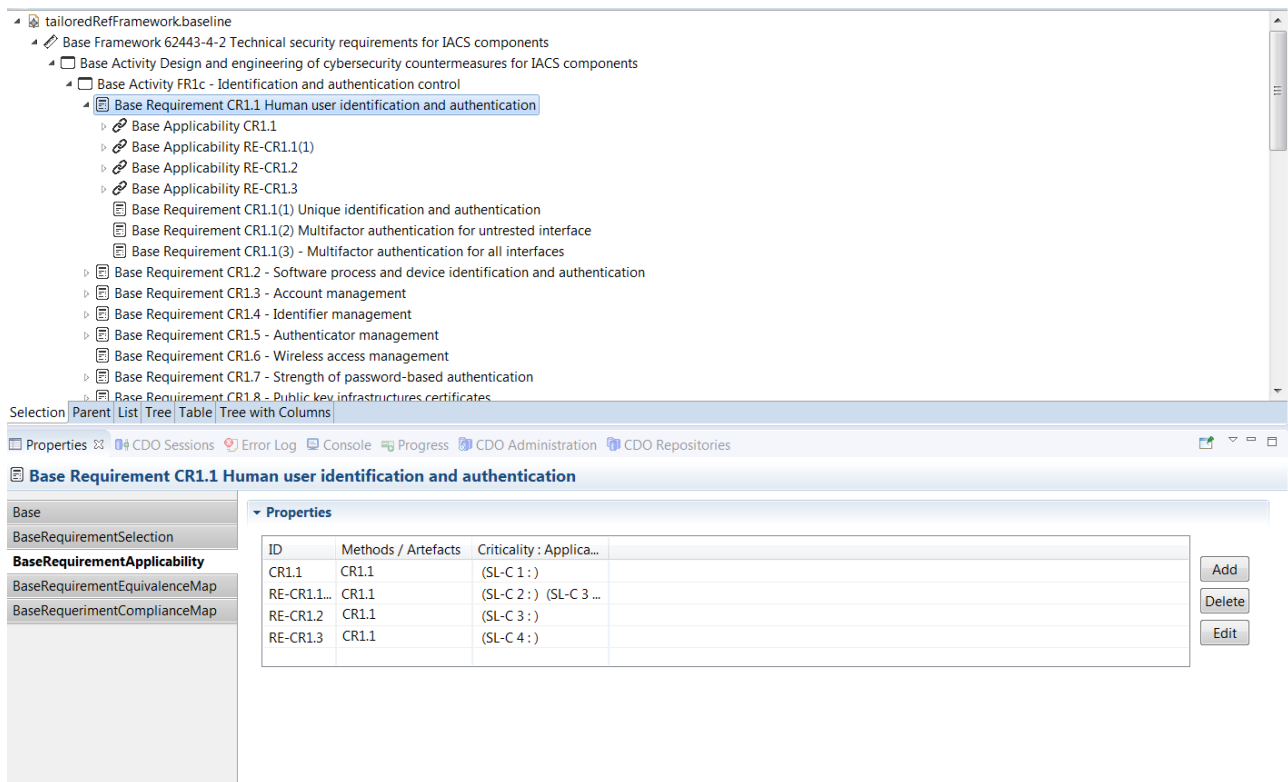 tailoredRefFramework.baseline
Base Framework 62443-4-2 Technical security requirements for IACS components
Base Activity Design and engineering of cybersecurity countermeasures for IACS components
Base Activity FR1c - Identification and authentication control
Base Requirement CR1.1 Human user identification and authentication
Base Applicability CR1.1
Base Applicability RE-CR1.1(1)
Base Applicability RE-CR1.2
Base Applicability RE-CR1.3
Base Requirement CR1.1(1) Unique identification and authentication
Base Requirement CR1.1(2) Multifactor authentication for untrested interface
Base Requirement CR1.1(3) - Multifactor authentication for all interfaces
Base Requirement CR1.2 - Software process and device identification and authentication
Base Requirement CR1.3 - Account management
Base Requirement CR1.4 - Identifier management
Base Requirement CR1.5 - Authenticator management
Base Requirement CR1.6 - Wireless access management
Base Requirement CR1.7 - Strength of password-based authentication
Base Requirement CR1.8 - Public key infrastructures certificates
Selection Parent List Tree Table Tree with Columns
Properties CDO Sessions Error Log Console Progress CDO Administration CDO Repositories
Base Requirement CR1.1 Human user identification and authentication
Base
BaseRequirementSelection
BaseRequirementApplicability
BaseRequirementEquivalenceMap
BaseRequerimentComplianceMap
Properties
ID Methods / Artefacts Criticality : Applica...
CR1.1 CR1.1 (SL-C 1 : )
RE-CR1.1... CR1.1 (SL-C 2 : ) (SL-C 3 ...
RE-CR1.2 CR1.1 (SL-C 3 : )
RE-CR1.3 CR1.1 (SL-C 4 : )
Add
Delete
Edit